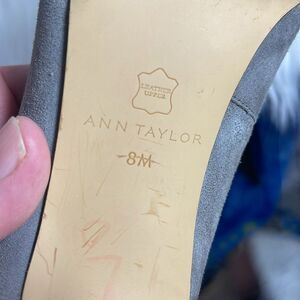 LEATHER
UPPER
ANN TAYLOR
8M